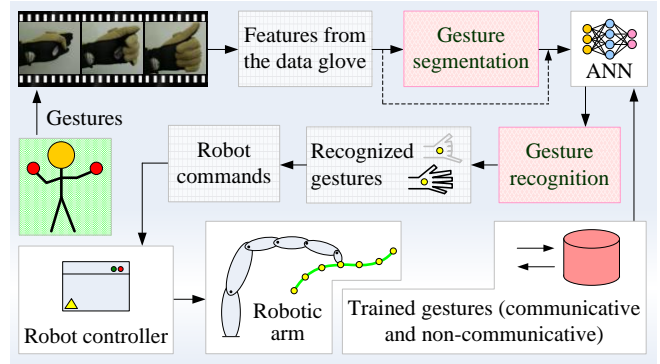 Features from
the data glove
Gesture
segmentation
ANN
Gestures
Robot
commands
Recognized
gestures
Gesture
recognition
Robot controller
Robotic
arm
Trained gestures (communicative
and non-communicative)